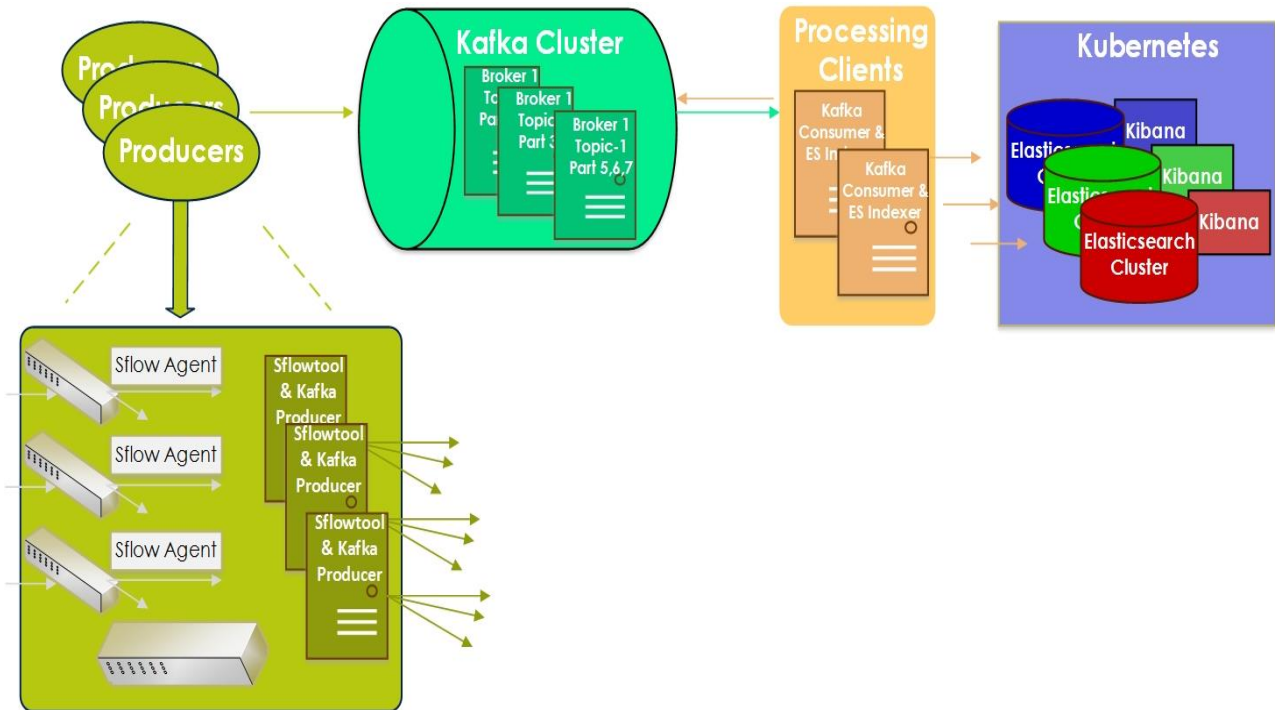 Producers
Producers
Kafka Cluster
Broker 1
Broker 1
Topic
Part 3
Broker 1
Topic-1
Part 5,6,7
Processing
Clients
Kafka
Consumer &
ES
Kafka
Consumer &
ES Indexer
Kubernetes
Kibana
Kibana
Kibana
Elasticsearch
Cluster
Sflow Agent
Sflow Agent
Sflow Agent
Sflowtool
& Kafka
Producer
Sflowtool
& Kafka
Producer
Sflowtool
& Kafka
Producer